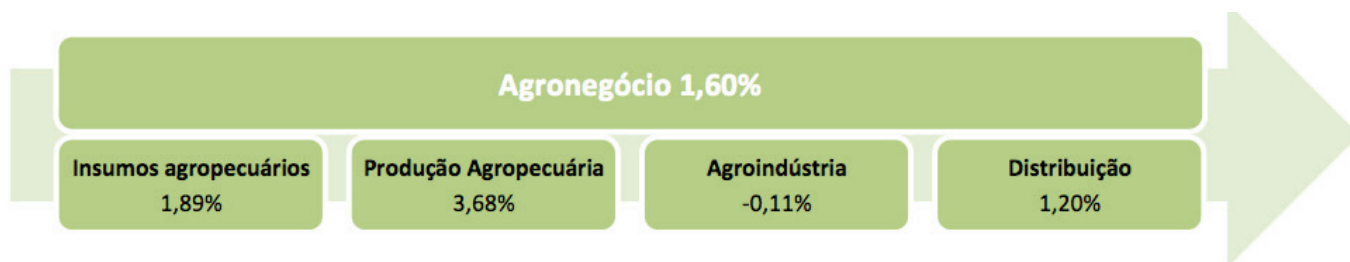 Agronegócio 1,60%
Insumos agropecuários
1,89%
Produção Agropecuária
3,68%
Agroindústria
-0,11%
Distribuição
1,20%